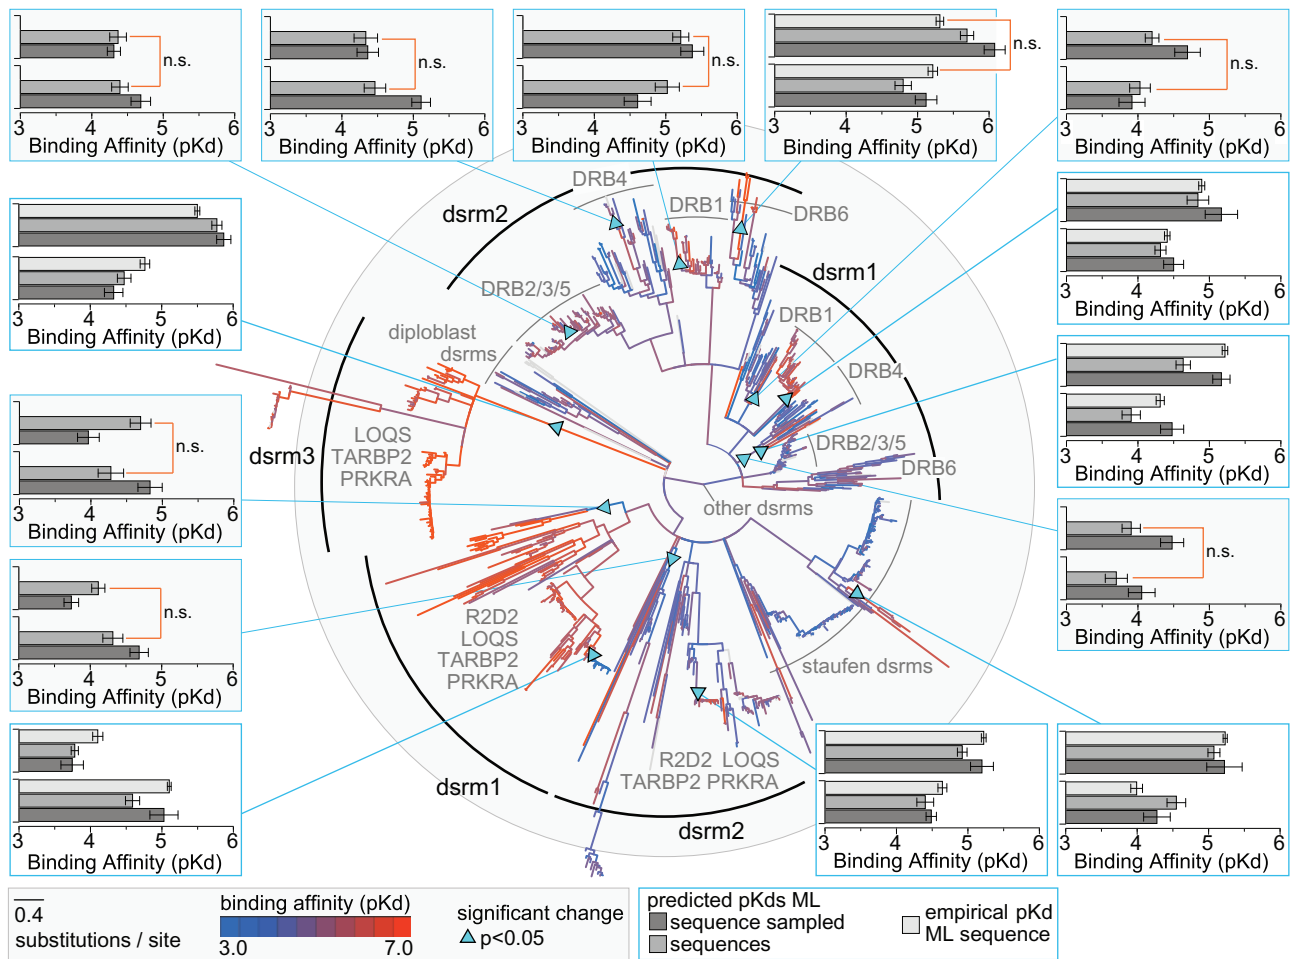 n.s.
3 4 5 6
Binding Affinity (pKd)
n.s.
3 4 5 6
Binding Affinity (pKd)
n.s.
3 4 5 6
Binding Affinity (pKd)
n.s.
3 4 5 6
Binding Affinity (pKd)
n.s.
3 4 5 6
Binding Affinity (pKd)
3 4 5 6
Binding Affinity (pKd)
3 4 5 6
Binding Affinity (pKd)
n.s.
3 4 5 6
Binding Affinity (pKd)
n.s.
3 4 5 6
Binding Affinity (pKd)
3 4 5 6
Binding Affinity (pKd)
3 4 5 6
Binding Affinity (pKd)
3 4 5 6
Binding Affinity (pKd)
n.s.
3 4 5 6
Binding Affinity (pKd)
3 4 5 6
Binding Affinity (pKd)
3 4 5 6
Binding Affinity (pKd)
dsrm2
DRB4
DRB1
DRB6
DRB2/3/5
diploblast
dsrms
dsrm1
DRB1
DRB4
DRB2/3/5
DRB6
dsrm3
LOQS
TARBP2
PRKRA
other dsrms
R2D2
LOQS
TARBP2
PRKRA
staufen dsrms
dsrm1
R2D2 LOQS
TARBP2 PRKRA
dsrm2
0.4
substitutions / site
binding affinity (pKd)
3.0 7.0
significant change
p<0.05
predicted pKds ML
sequence sampled
sequences
empirical pKd
ML sequence